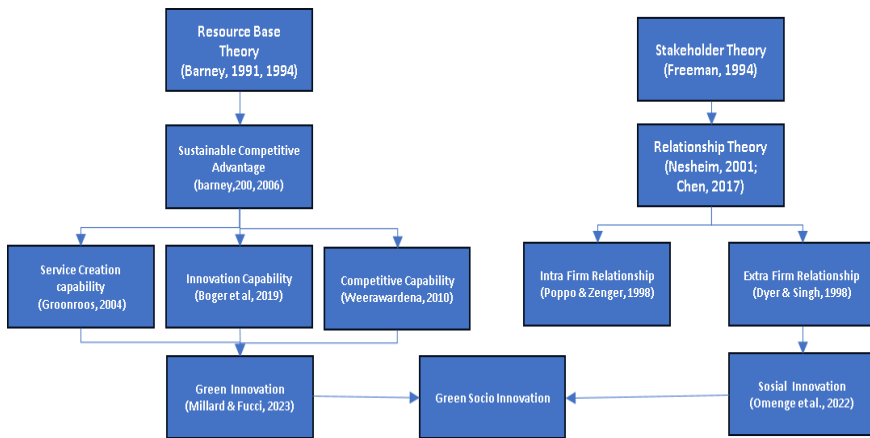 Resource Base
Theory
(Barney, 1991, 1994)
Stakeholder Theory
(Freeman, 1994)
Sustainable Competitive
Advantage
(barney,200, 2006)
Relationship Theory
(Nesheim, 2001;
Chen, 2017)
Service Creation
capability
(Groonroos, 2004)
Innovation Capability
(Boger et al, 2019)
Competitive Capability
(Weerawardena, 2010)
Intra Firm Relationship
(Poppo & Zenger, 1998)
Extra Firm Relationship
(Dyer & Singh, 1998)
Green Innovation
(Millard & Fucci, 2023)
Green Socio Innovation
Sosial Innovation
(Omenge et al., 2022)